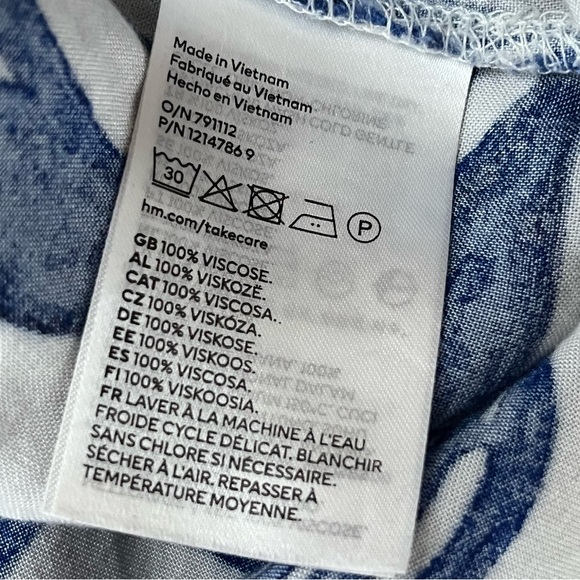 Made in Vietnam
Fabriqué au Vietnam
Hecho en Vietnam
O/N 791112
P/N 1214786 9
30
P
hm.com/takecare
GB 100% VISCOSE.
AL 100% VISKOZË.
CAT 100% VISCOSA..
CZ 100% VISKÓZA.
DE 100% VISKOSE.
EE 100% VISKOOS.
ES 100% VISCOSA.
FI 100% VISKOOSIA.
FR LAVER À LA MACHINE À L'EAU
FROIDE CYCLE DÉLICAT. BLANCHIR
SANS CHLORE SI NÉCESSAIRE.
SÉCHER À L'AIR. REPASSER À
TEMPÉRATURE MOYENNE.